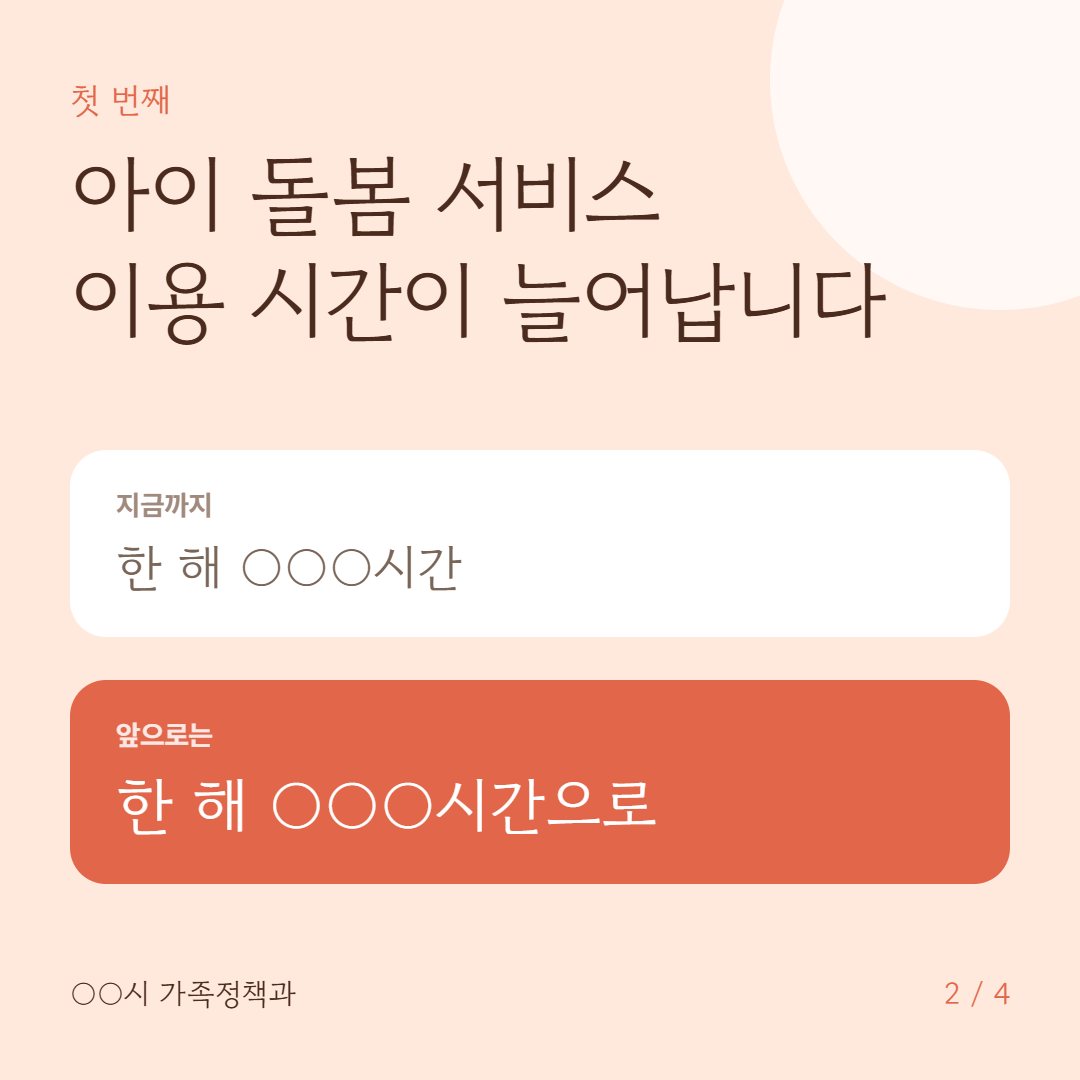 첫 번째
아이 돌봄 서비스
이용 시간이 늘어납니다
지금까지
한 해 ○○○시간
앞으로는
한 해 ○○○시간으로
○○시 가족정책과
2 / 4